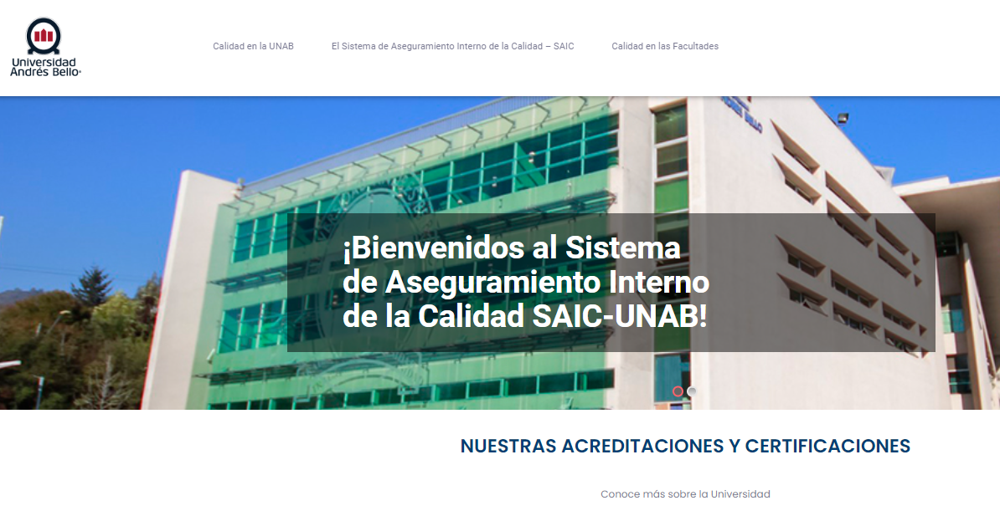 Universidad
Andrés Bello®
Calidad en la UNAB
El Sistema de Aseguramiento Interno de la Calidad – SAIC
Calidad en las Facultades
BELLO
¡Bienvenidos al Sistema
de Aseguramiento Interno
de la Calidad SAIC-UNAB!
NUESTRAS ACREDITACIONES Y CERTIFICACIONES
Conoce más sobre la Universidad